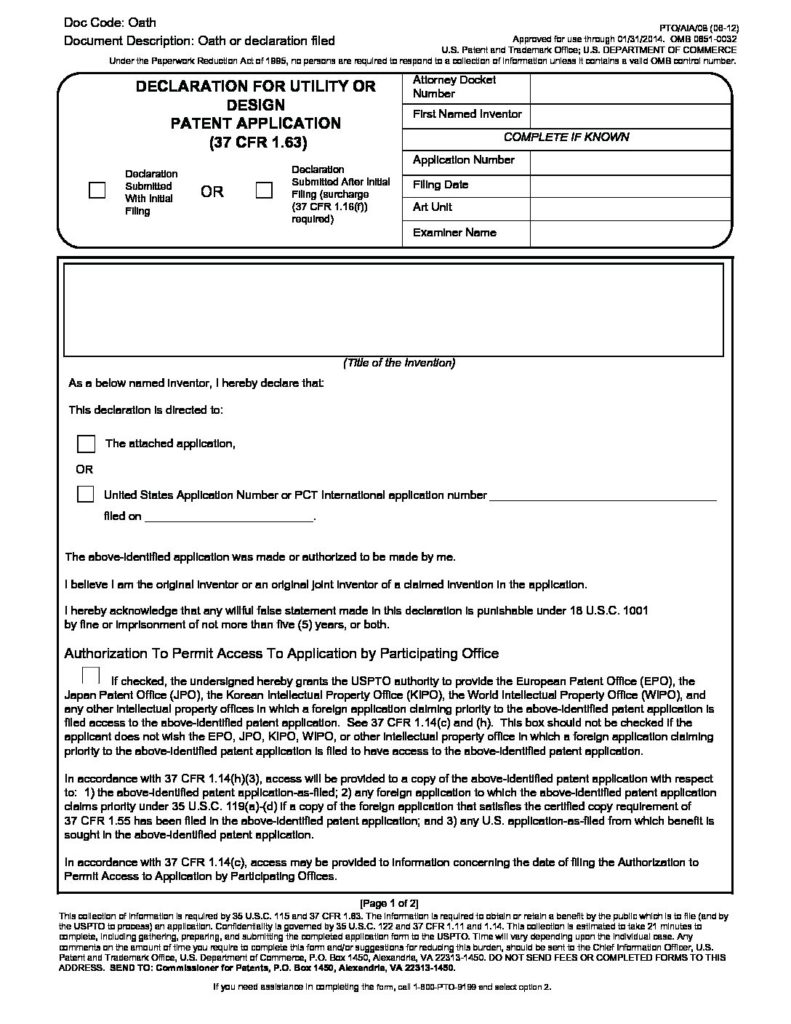 Doc Code: Oath
Document Description: Oath or declaration filed
PTO/AIA/08 (06-12)
Approved for use through 01/31/2014. OMB 0651-0032
U.S. Patent and Trademark Office; U.S. DEPARTMENT OF COMMERCE
Under the Paperwork Reduction Act of 1995, no persons are required to respond to a collection of information unless it contains a valid OMB control number.
DECLARATION FOR UTILITY OR
DESIGN
PATENT APPLICATION
(37 CFR 1.63)
Declaration
Submitted
With Initial
Filing
OR
Declaration
Submitted After Initial
Filing (surcharge
(37 CFR 1.16(f))
required)
Attorney Docket
Number
First Named Inventor
COMPLETE IF KNOWN
Application Number
Filing Date
Art Unit
Examiner Name
(Title of the Invention)
As a below named inventor, I hereby declare that:
This declaration is directed to:
The attached application,
OR
United States Application Number or PCT International application number ____________________
filed on ____________________.
The above-identified application was made or authorized to be made by me.
I believe I am the original inventor or an original joint inventor of a claimed invention in the application.
I hereby acknowledge that any willful false statement made in this declaration is punishable under 18 U.S.C. 1001
by fine or imprisonment of not more than five (5) years, or both.
Authorization To Permit Access To Application by Participating Office
If checked, the undersigned hereby grants the USPTO authority to provide the European Patent Office (EPO), the
Japan Patent Office (JPO), the Korean Intellectual Property Office (KIPO), the World Intellectual Property Office (WIPO), and
any other intellectual property offices in which a foreign application claiming priority to the above-identified patent application is
filed access to the above-identified patent application. See 37 CFR 1.14(c) and (h). This box should not be checked if the
applicant does not wish the EPO, JPO, KIPO, WIPO, or other intellectual property office in which a foreign application claiming
priority to the above-identified patent application is filed to have access to the above-identified patent application.
In accordance with 37 CFR 1.14(h)(3), access will be provided to a copy of the above-identified patent application with respect
to: 1) the above-identified patent application-as-filed; 2) any foreign application to which the above-identified patent application
claims priority under 35 U.S.C. 119(a)-(d) if a copy of the foreign application that satisfies the certified copy requirement of
37 CFR 1.55 has been filed in the above-identified patent application; and 3) any U.S. application-as-filed from which benefit is
sought in the above-identified patent application.
In accordance with 37 CFR 1.14(c), access may be provided to information concerning the date of filing the Authorization to
Permit Access to Application by Participating Offices.
[Page 1 of 2]
This collection of information is required by 35 U.S.C. 115 and 37 CFR 1.63. The information is required to obtain or retain a benefit by the public which is to file (and by
the USPTO to process) an application. Confidentiality is governed by 35 U.S.C. 122 and 37 CFR 1.11 and 1.14. This collection is estimated to take 21 minutes to
complete, including gathering, preparing, and submitting the completed application form to the USPTO. Time will vary depending upon the individual case. Any
comments on the amount of time you require to complete this form and/or suggestions for reducing this burden, should be sent to the Chief Information Officer, U.S.
Patent and Trademark Office, U.S. Department of Commerce, P.O. Box 1450, Alexandria, VA 22313-1450. DO NOT SEND FEES OR COMPLETED FORMS TO THIS
ADDRESS. SEND TO: Commissioner for Patents, P.O. Box 1450, Alexandria, VA 22313-1450.
If you need assistance in completing the form, call 1-800-PTO-9199 and select option 2.